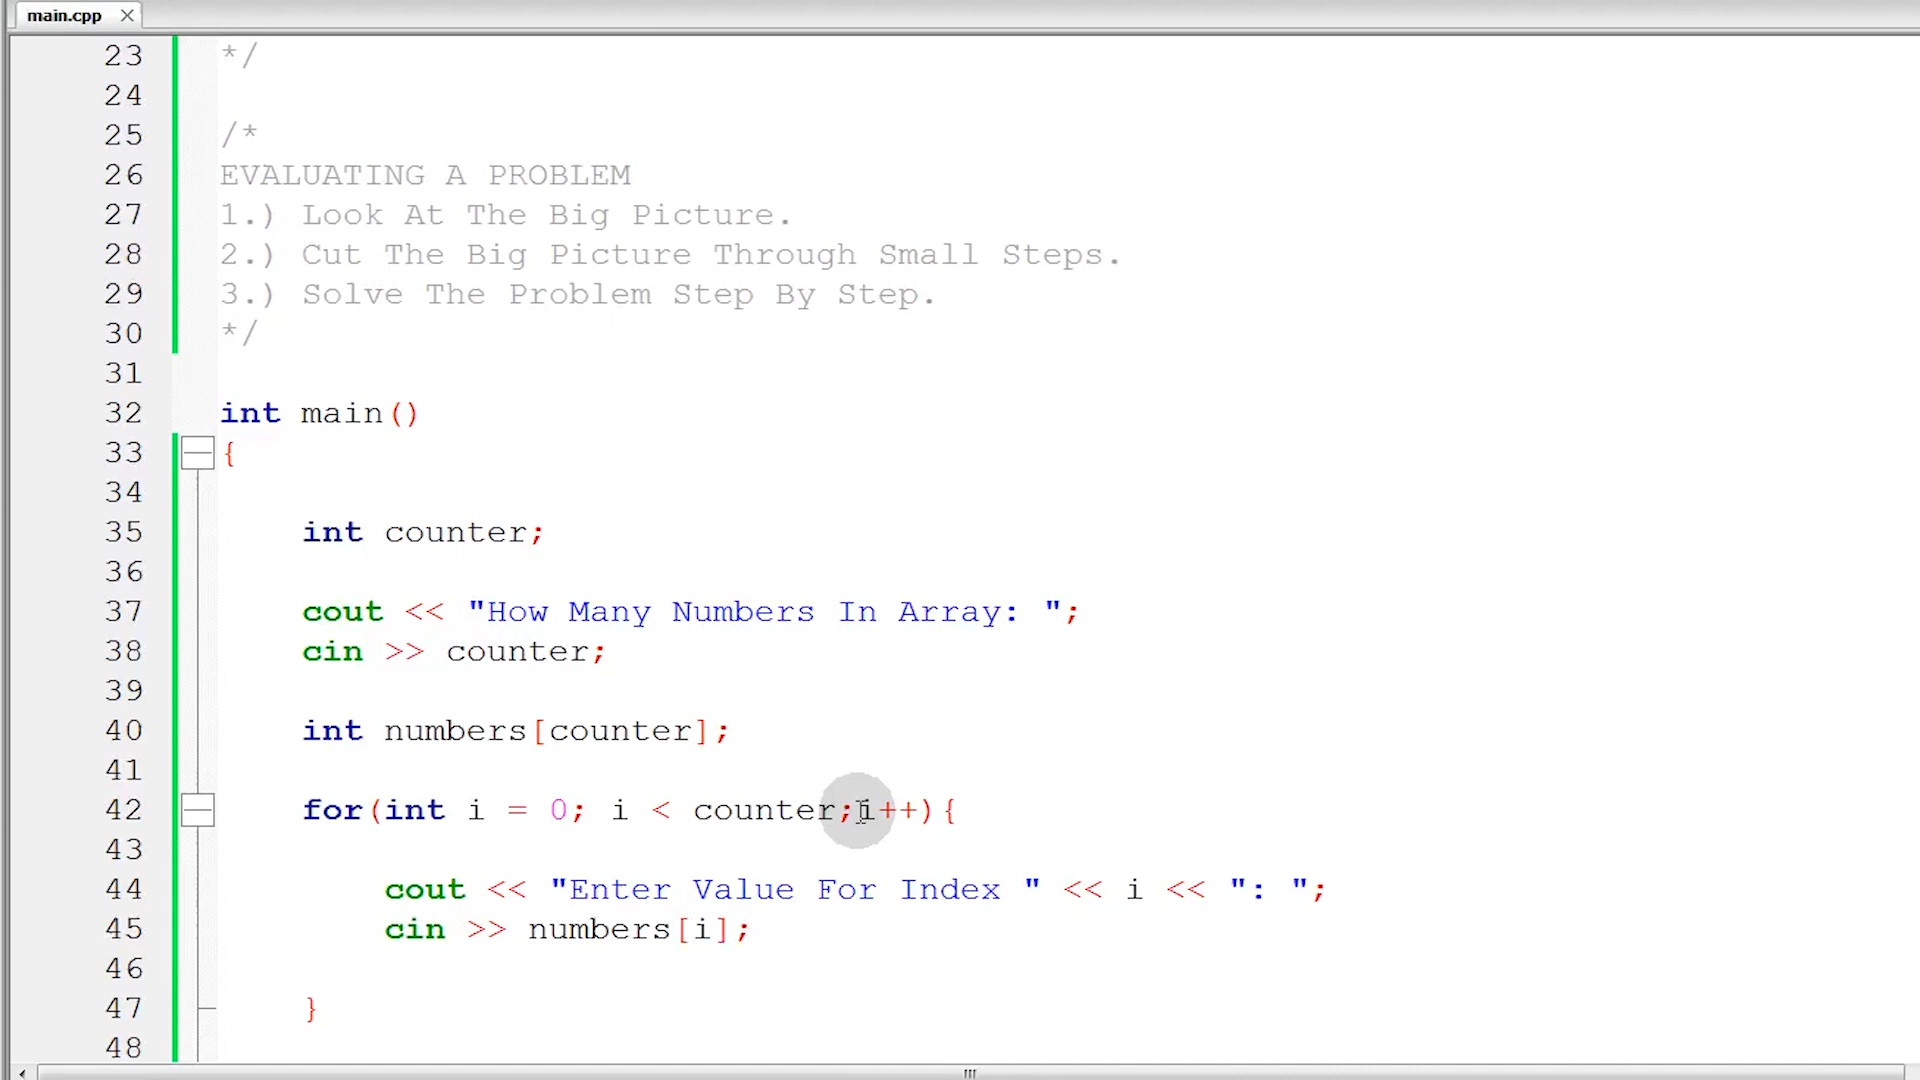 main.cpp
23 */
24
25 /*
26 EVALUATING A PROBLEM
27 1.) Look At The Big Picture.
28 2.) Cut The Big Picture Through Small Steps.
29 3.) Solve The Problem Step By Step.
30 */
31
32 int main()
33 {
34
35 int counter;
36
37 cout << "How Many Numbers In Array: ";
38 cin >> counter;
39
40 int numbers[counter];
41
42 for(int i = 0; i < counter;i++){
43
44 cout << "Enter Value For Index " << i << ": ";
45 cin >> numbers[i];
46
47 }
48